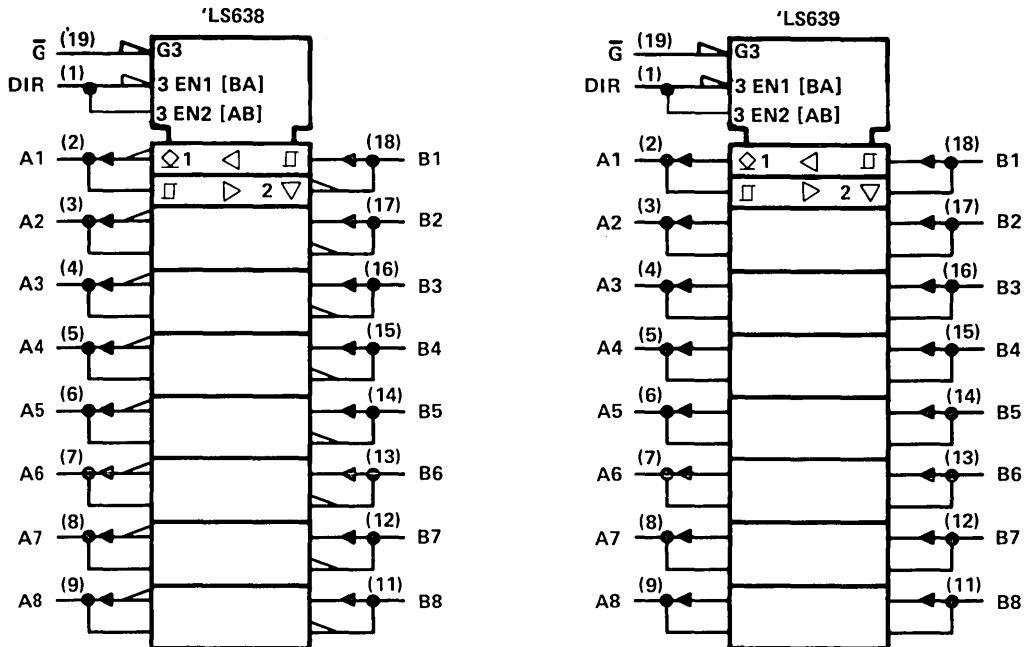 'LS638
G̅ (19) G3
DIR (1) 3 EN1 [BA]
3 EN2 [AB]
A1 (2) 1 (18) B1
2
A2 (3) (17) B2
A3 (4) (16) B3
A4 (5) (15) B4
A5 (6) (14) B5
A6 (7) (13) B6
A7 (8) (12) B7
A8 (9) (11) B8
'LS639
G̅ (19) G3
DIR (1) 3 EN1 [BA]
3 EN2 [AB]
A1 (2) 1 (18) B1
2
A2 (3) (17) B2
A3 (4) (16) B3
A4 (5) (15) B4
A5 (6) (14) B5
A6 (7) (13) B6
A7 (8) (12) B7
A8 (9) (11) B8